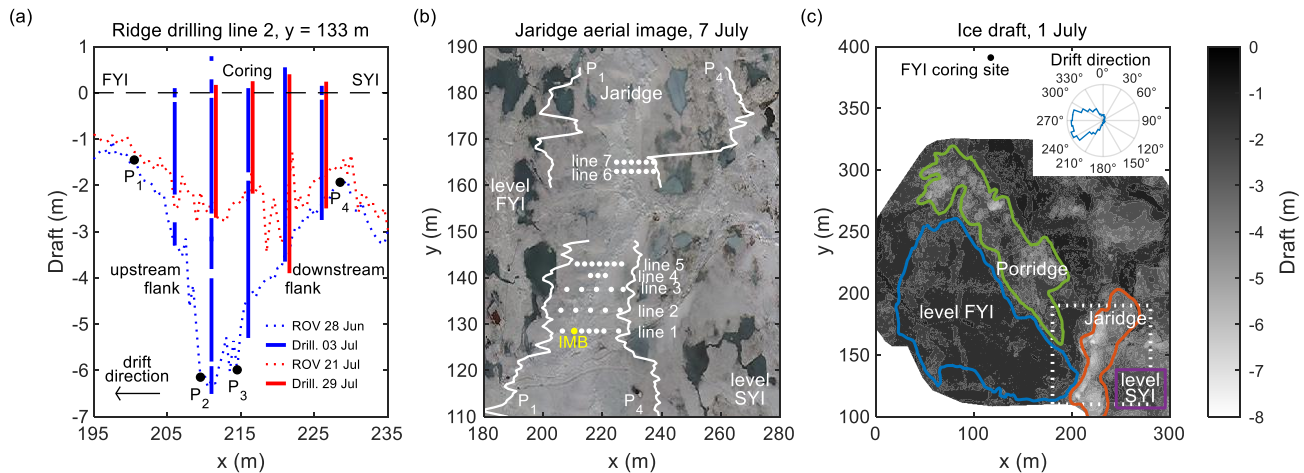 (a)
Ridge drilling line 2, y = 133 m
1
0
-1
-2
-3
-4
-5
-6
-7
Draft (m)
FYI
Coring
SYI
P1
P4
upstream
flank
downstream
flank
ROV 28 Jun
Drill. 03 Jul
ROV 21 Jul
Drill. 29 Jul
drift
direction
P2
P3
195
205
215
225
235
x (m)
(b)
Jaridge aerial image, 7 July
190
180
170
160
150
140
130
120
110
y (m)
P1
P4
Jaridge
line 7
line 6
level
FYI
line 5
line 4
line 3
line 2
line 1
IMB
level
SYI
P1
P4
180
200
220
240
260
280
x (m)
(c)
Ice draft, 1 July
400
350
300
250
200
150
100
y (m)
FYI coring site
Drift direction
0°
30°
60°
90°
120°
150°
180°
210°
240°
270°
300°
330°
Porridge
level FYI
Jaridge
level
SYI
0
100
200
300
x (m)
0
-1
-2
-3
-4
-5
-6
-7
-8
Draft (m)